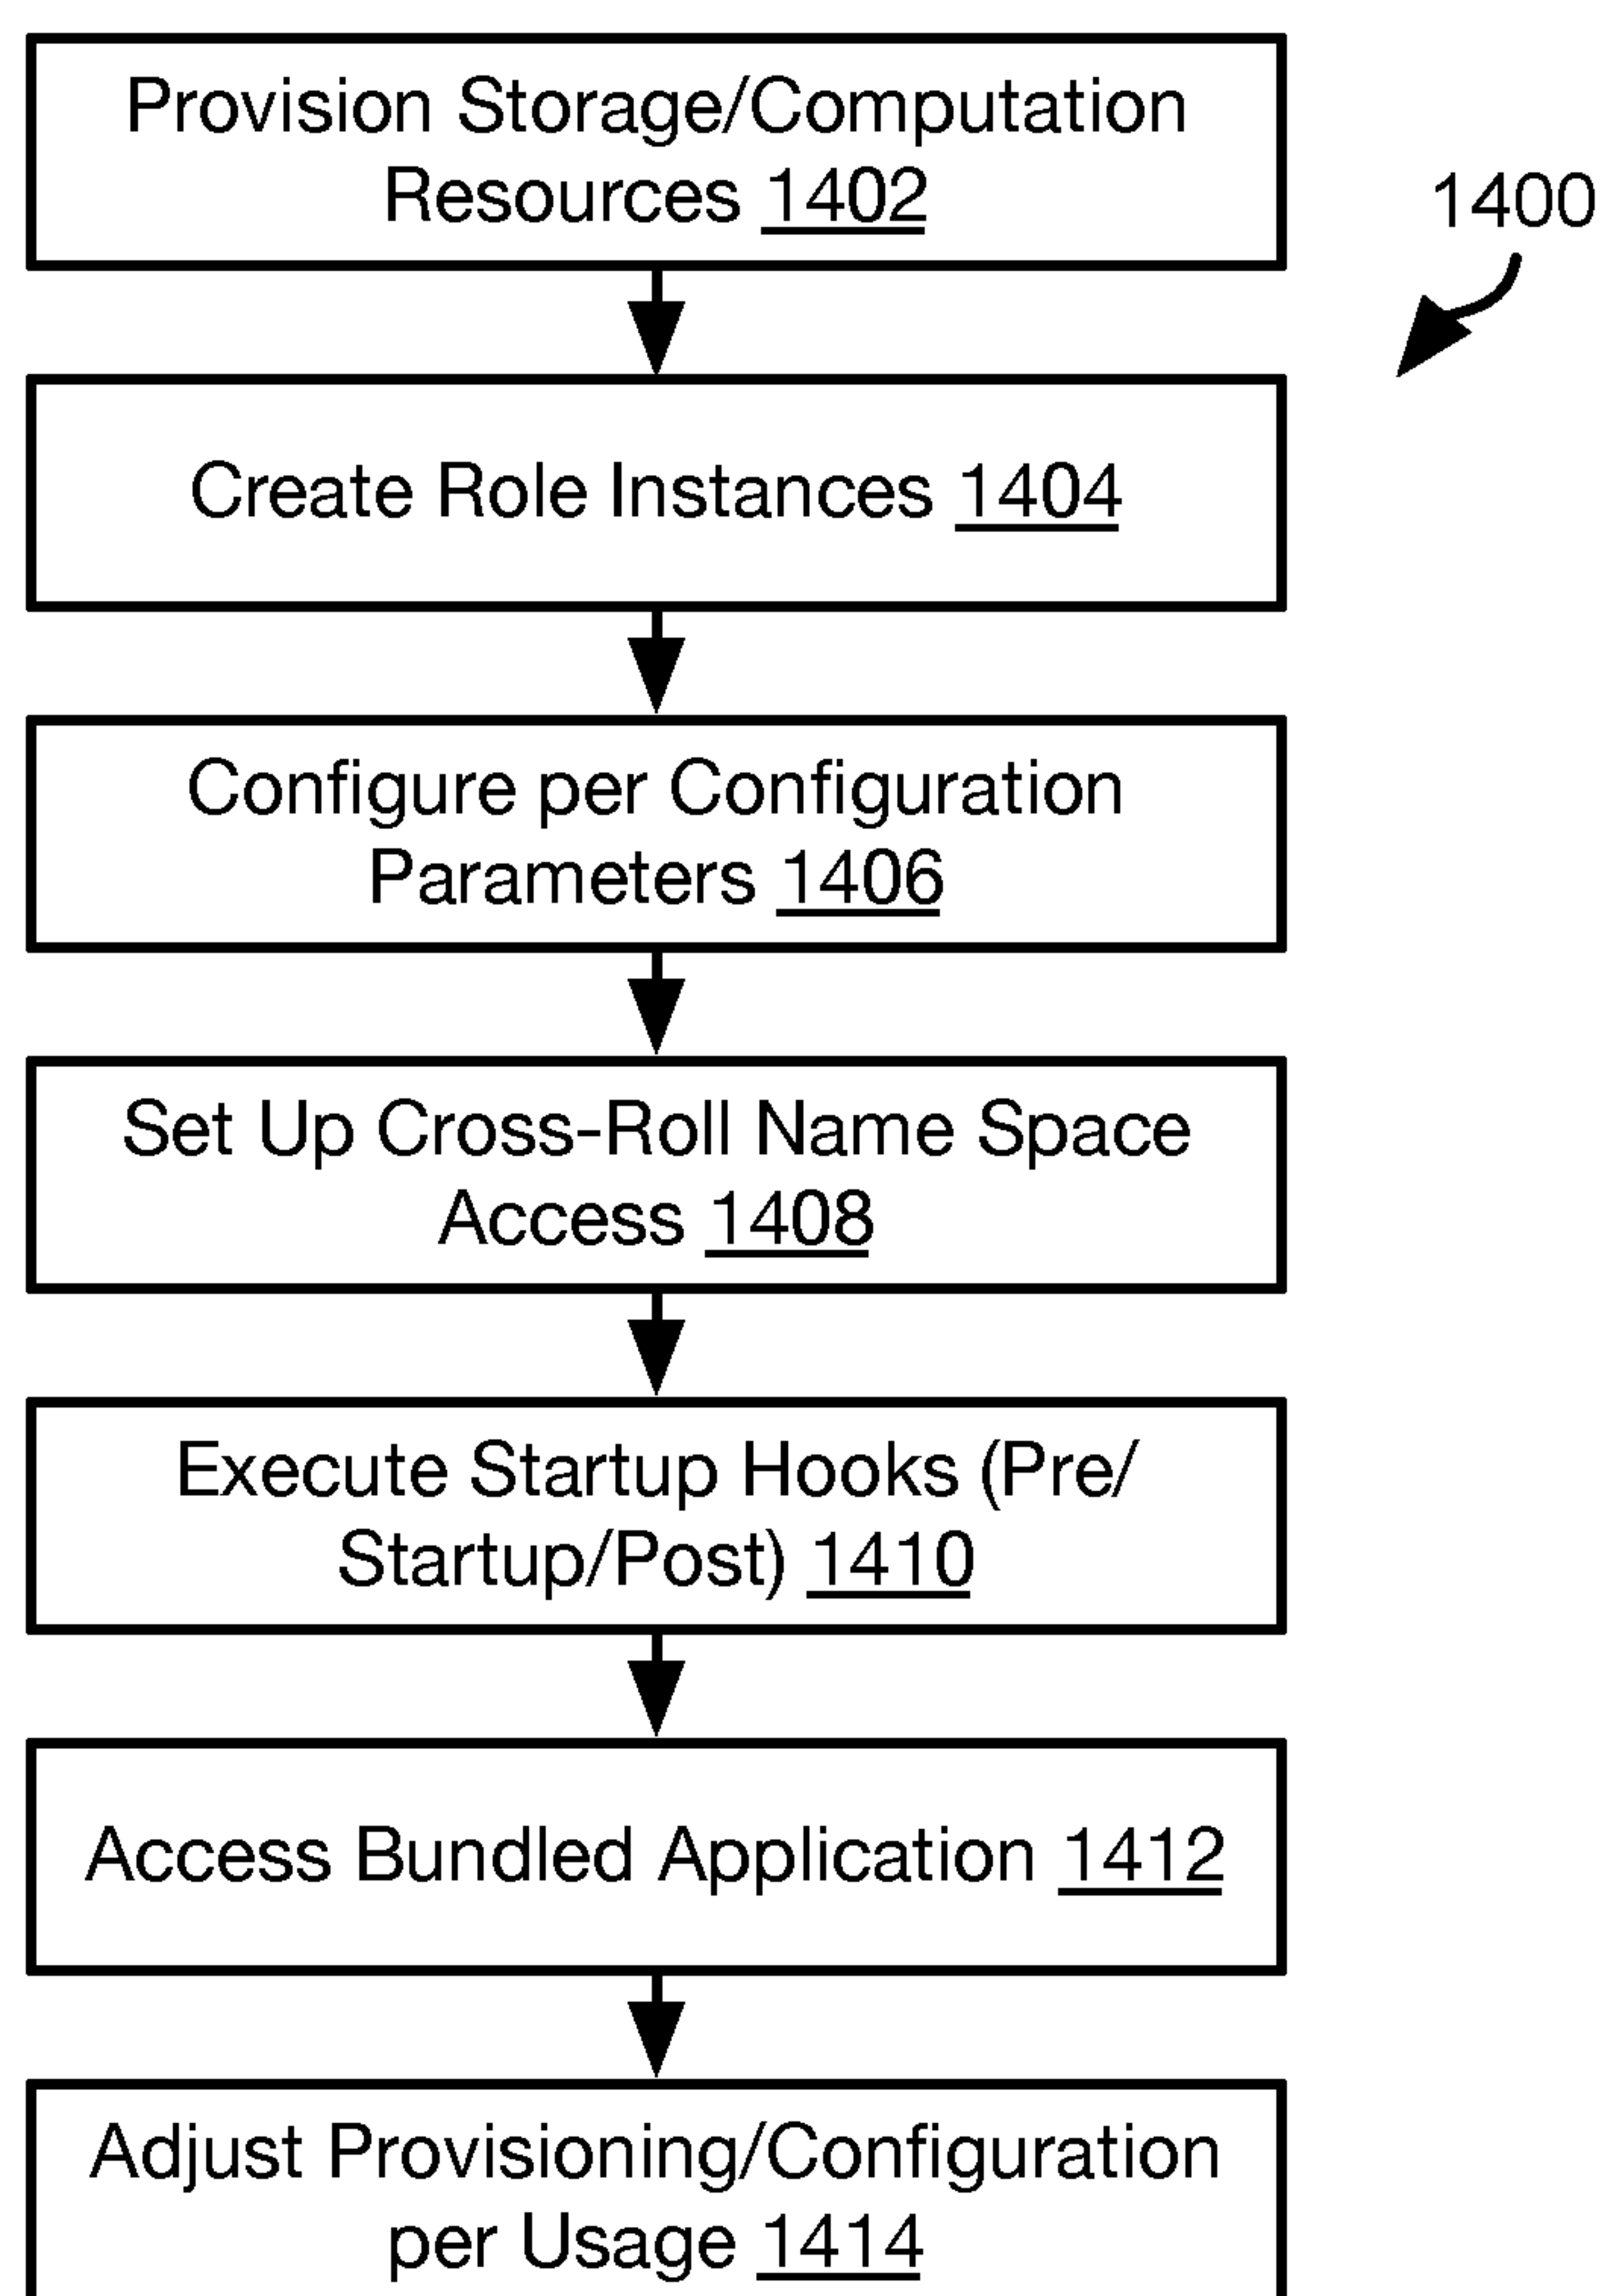 Provision Storage/Computation
Resources 1402
1400
Create Role Instances 1404
Configure per Configuration
Parameters 1406
Set Up Cross-Roll Name Space
Access 1408
Execute Startup Hooks (Pre/
Startup/Post) 1410
Access Bundled Application 1412
Adjust Provisioning/Configuration
per Usage 1414